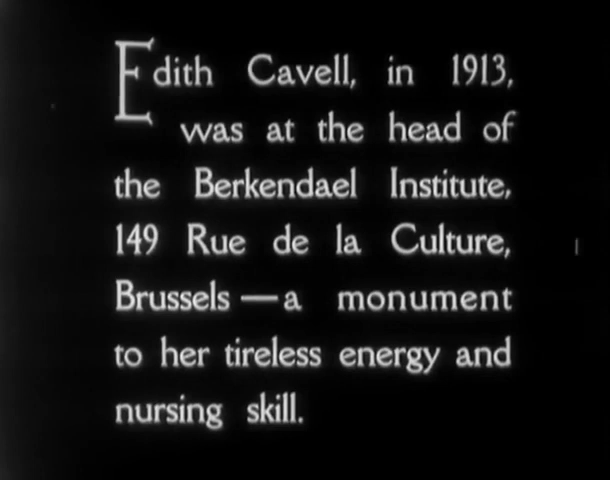 Edith Cavell, in 1913,
was at the head of
the Berkendael Institute,
149 Rue de la Culture,
Brussels — a monument
to her tireless energy and
nursing skill.